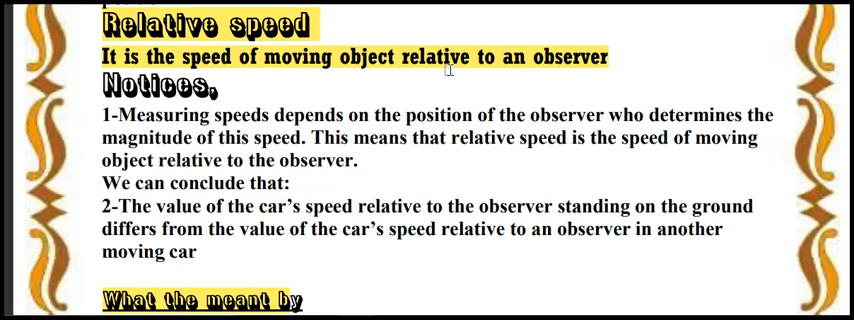 Relative speed
It is the speed of moving object relative to an observer
Notices,
1-Measuring speeds depends on the position of the observer who determines the
magnitude of this speed. This means that relative speed is the speed of moving
object relative to the observer.
We can conclude that:
2-The value of the car's speed relative to the observer standing on the ground
differs from the value of the car's speed relative to an observer in another
moving car
What the meant by